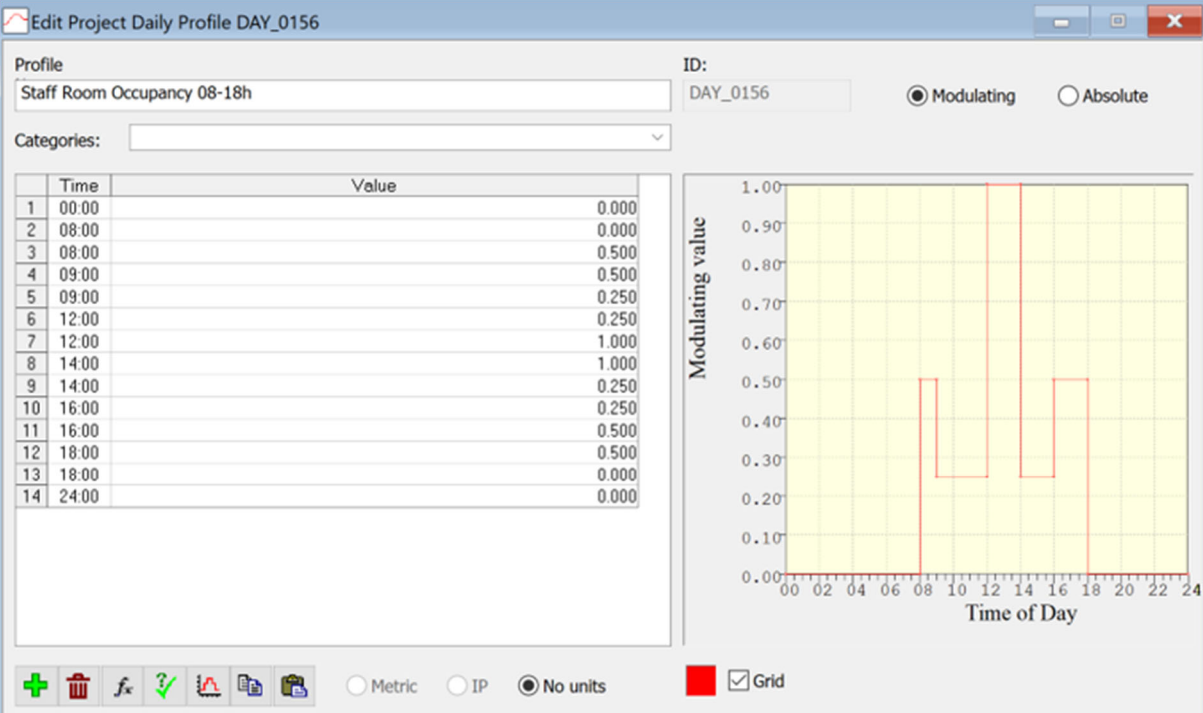 Edit Project Daily Profile DAY_0156
Profile
ID:
Staff Room Occupancy 08-18h
DAY_0156
Modulating
Absolute
Categories:
Time Value
1 00:00 0.000
2 08:00 0.000
3 08:00 0.500
4 09:00 0.500
5 09:00 0.250
6 12:00 0.250
7 12:00 1.000
8 14:00 1.000
9 14:00 0.250
10 16:00 0.250
11 16:00 0.500
12 18:00 0.500
13 18:00 0.000
14 24:00 0.000
Modulating value
1.00
0.90
0.80
0.70
0.60
0.50
0.40
0.30
0.20
0.10
0.00
00 02 04 06 08 10 12 14 16 18 20 22 24
Time of Day
fx
Metric
IP
No units
Grid